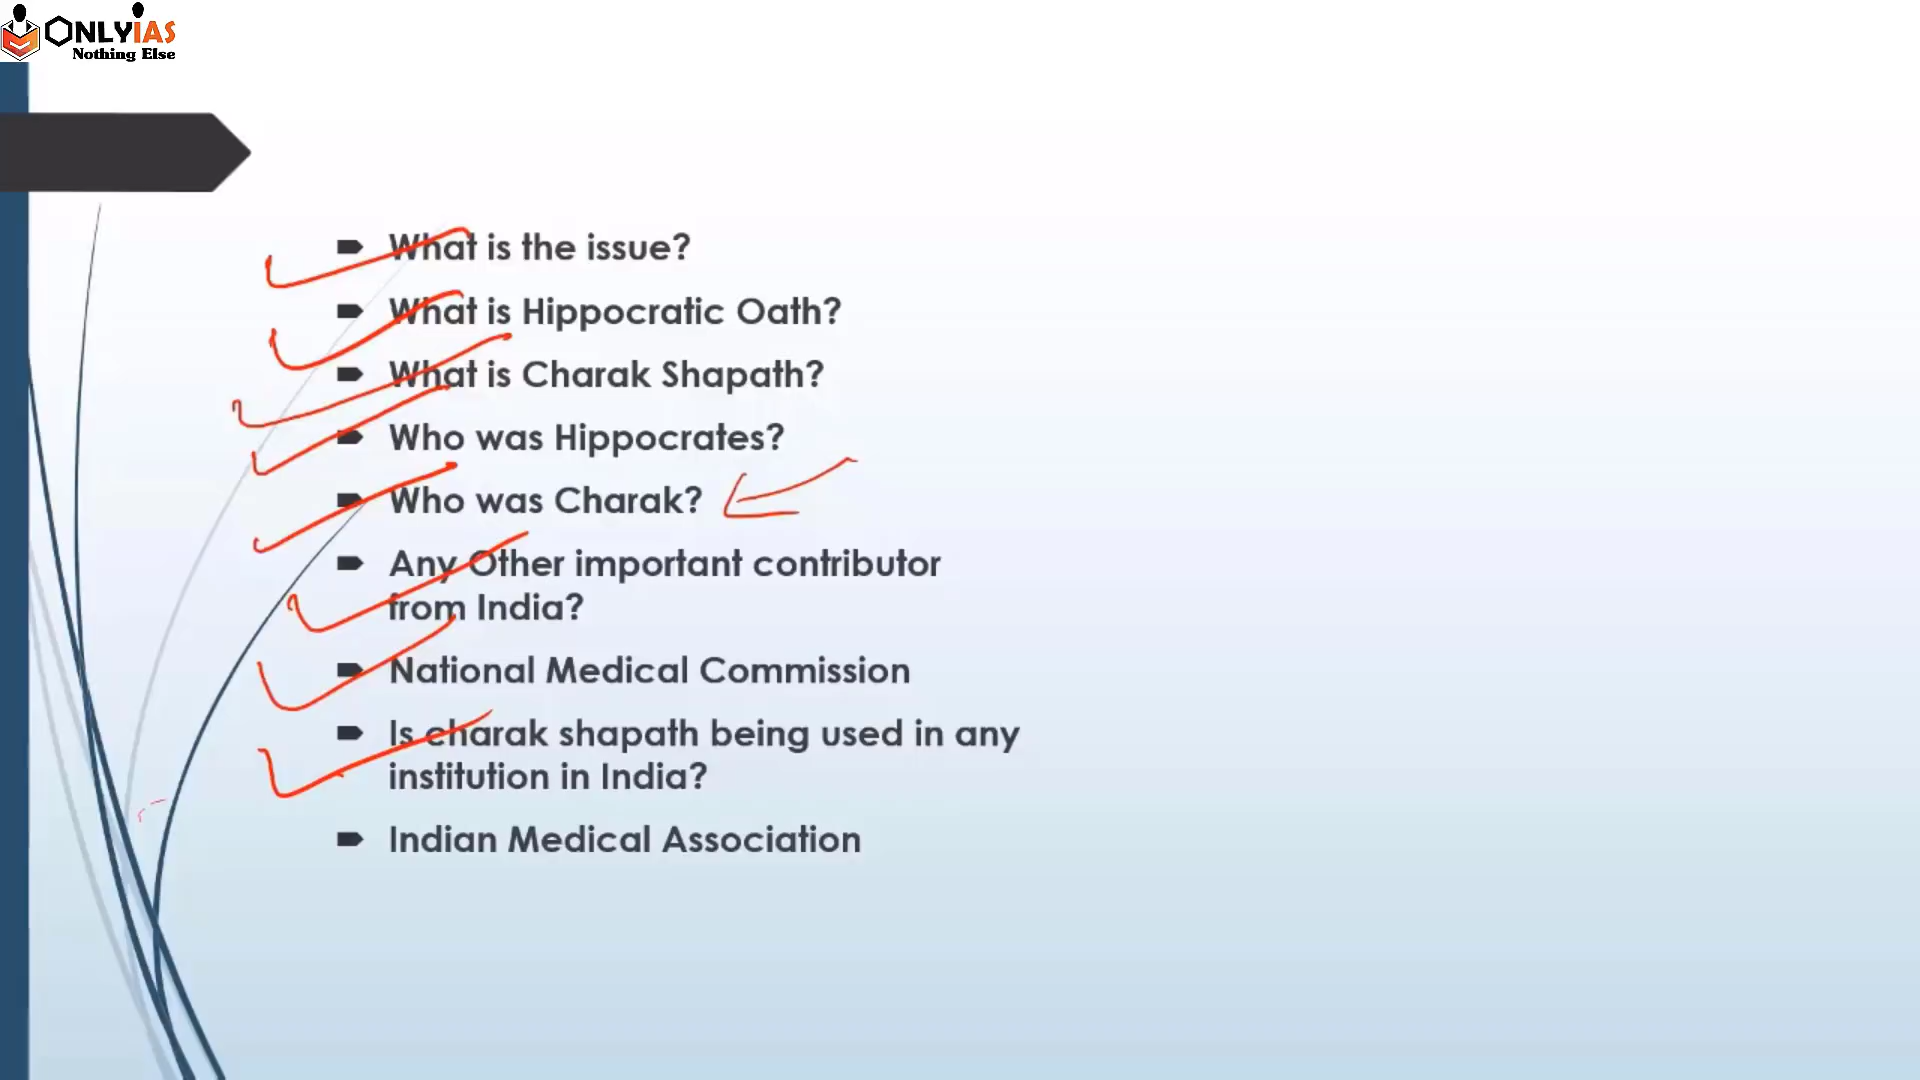 ONLYIAS
Nothing Else
What is the issue?
What is Hippocratic Oath?
What is Charak Shapath?
Who was Hippocrates?
Who was Charak?
Any Other important contributor
from India?
National Medical Commission
Is charak shapath being used in any
institution in India?
Indian Medical Association